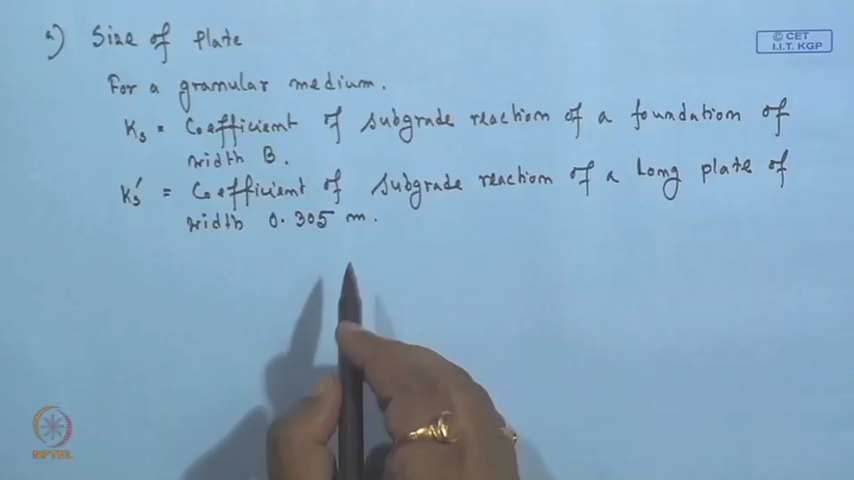 a) Size of Plate
© CET
I.I.T. KGP
For a granular medium.
Ks = Coefficient of subgrade reaction of a foundation of
width B.
Ks' = Coefficient of subgrade reaction of a Long plate of
width 0.305 m.
NPTEL